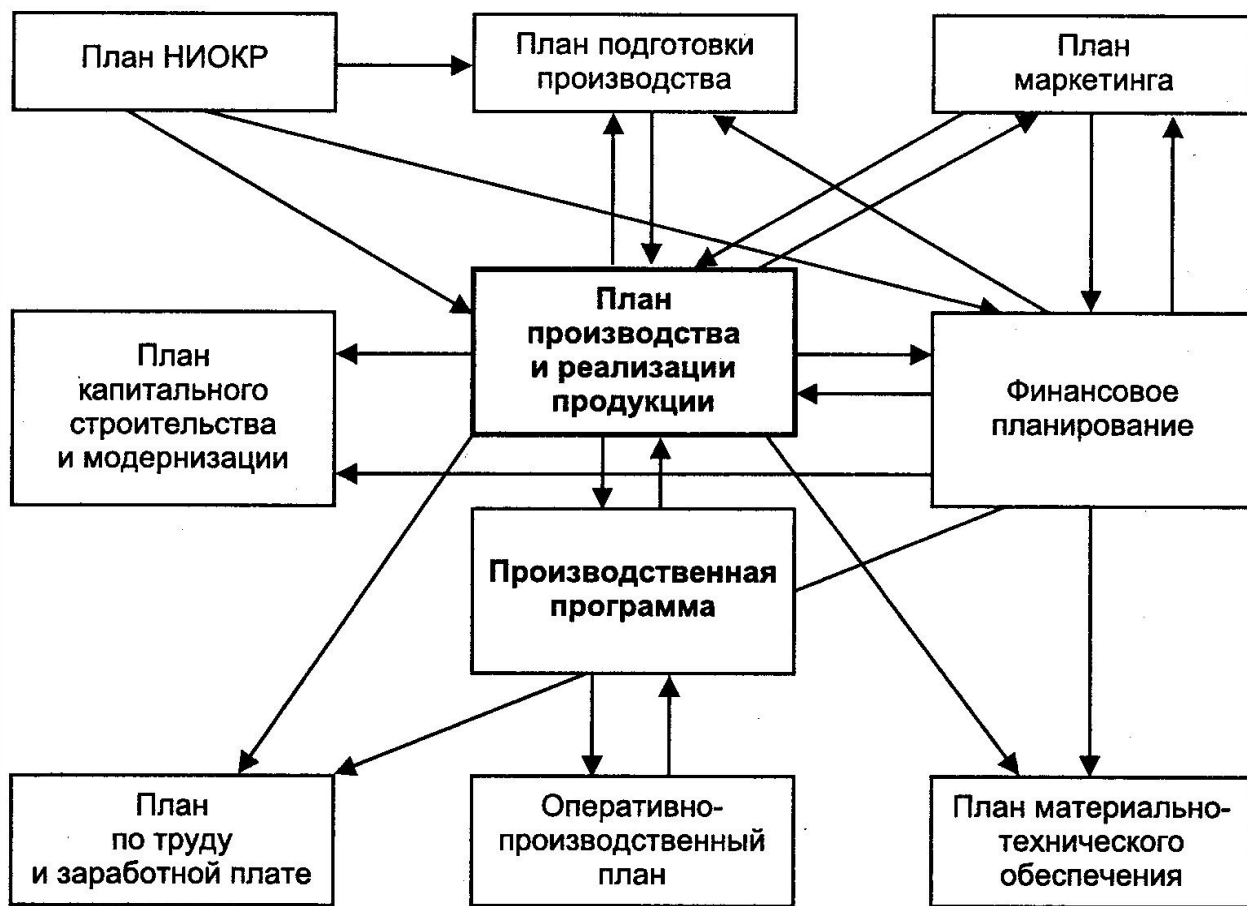 План НИОКР
План подготовки
производства
План
маркетинга
План
производства
и реализации
продукции
План
капитального
строительства
и модернизации
Финансовое
планирование
Производственная
программа
План
по труду
и заработной плате
Оперативно-
производственный
план
План материально-
технического
обеспечения